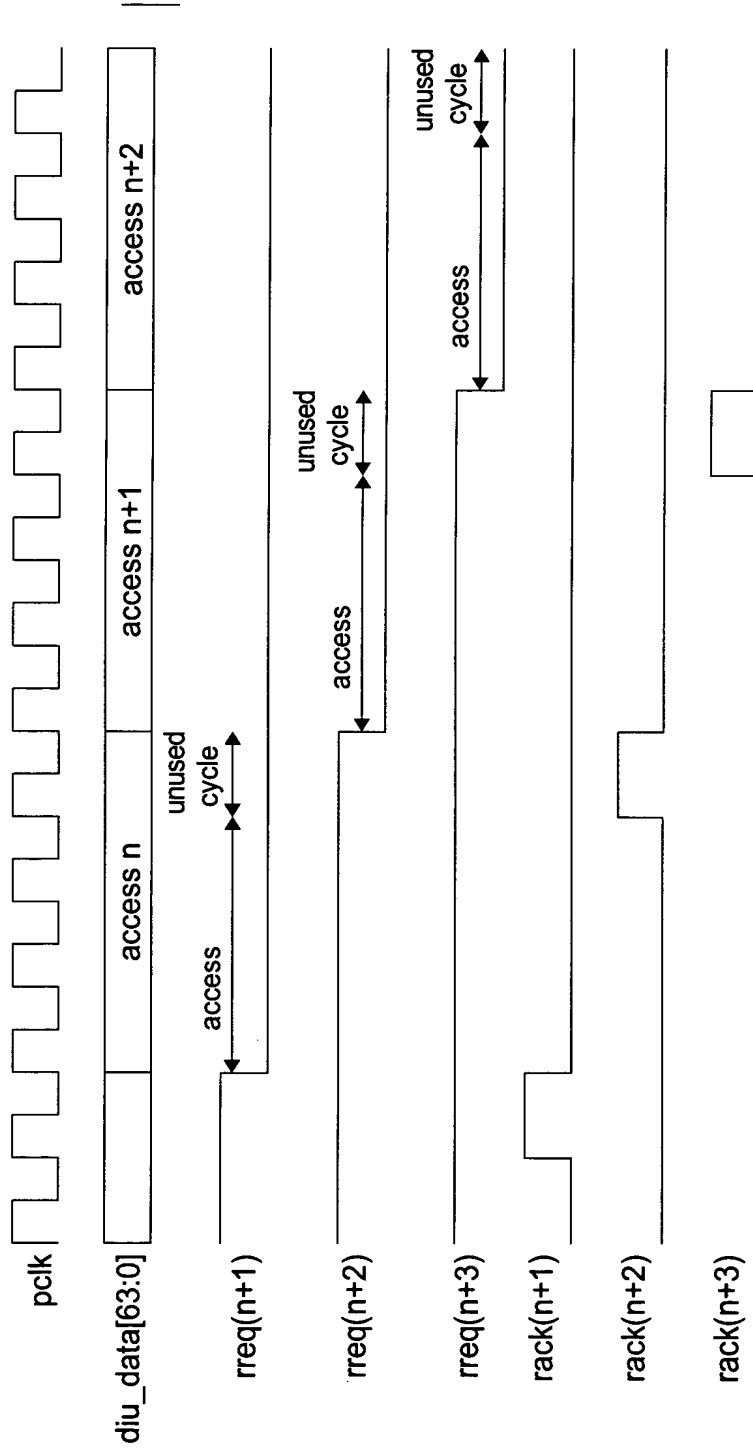 pclk
diu_data[63:0]
access n
access n+1
access n+2
rreq(n+1)
access
unused
cycle
rreq(n+2)
access
unused
cycle
rreq(n+3)
access
unused
cycle
rack(n+1)
rack(n+2)
rack(n+3)